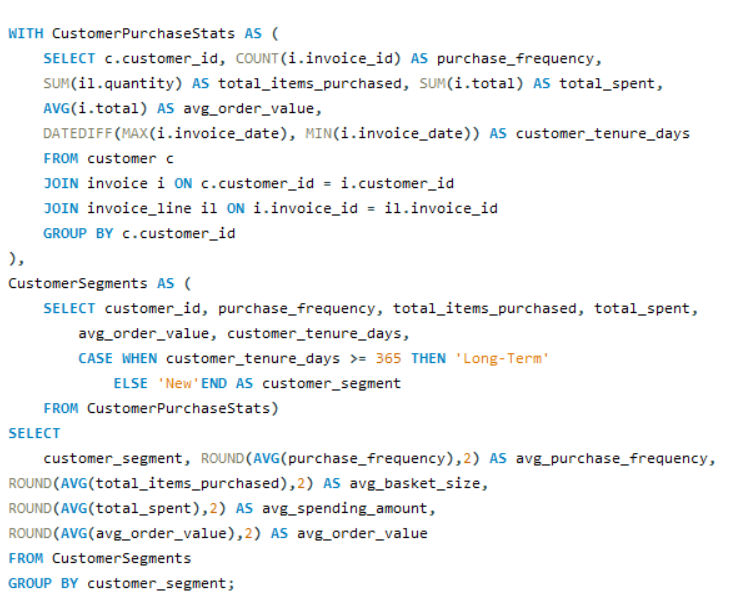 WITH CustomerPurchaseStats AS (
    SELECT c.customer_id, COUNT(i.invoice_id) AS purchase_frequency,
    SUM(il.quantity) AS total_items_purchased, SUM(i.total) AS total_spent,
    AVG(i.total) AS avg_order_value,
    DATEDIFF(MAX(i.invoice_date), MIN(i.invoice_date)) AS customer_tenure_days
    FROM customer c
    JOIN invoice i ON c.customer_id = i.customer_id
    JOIN invoice_line il ON i.invoice_id = il.invoice_id
    GROUP BY c.customer_id
),
CustomerSegments AS (
    SELECT customer_id, purchase_frequency, total_items_purchased, total_spent,
        avg_order_value, customer_tenure_days,
        CASE WHEN customer_tenure_days >= 365 THEN 'Long-Term'
            ELSE 'New'END AS customer_segment
    FROM CustomerPurchaseStats)
SELECT
    customer_segment, ROUND(AVG(purchase_frequency),2) AS avg_purchase_frequency,
ROUND(AVG(total_items_purchased),2) AS avg_basket_size,
ROUND(AVG(total_spent),2) AS avg_spending_amount,
ROUND(AVG(avg_order_value),2) AS avg_order_value
FROM CustomerSegments
GROUP BY customer_segment;